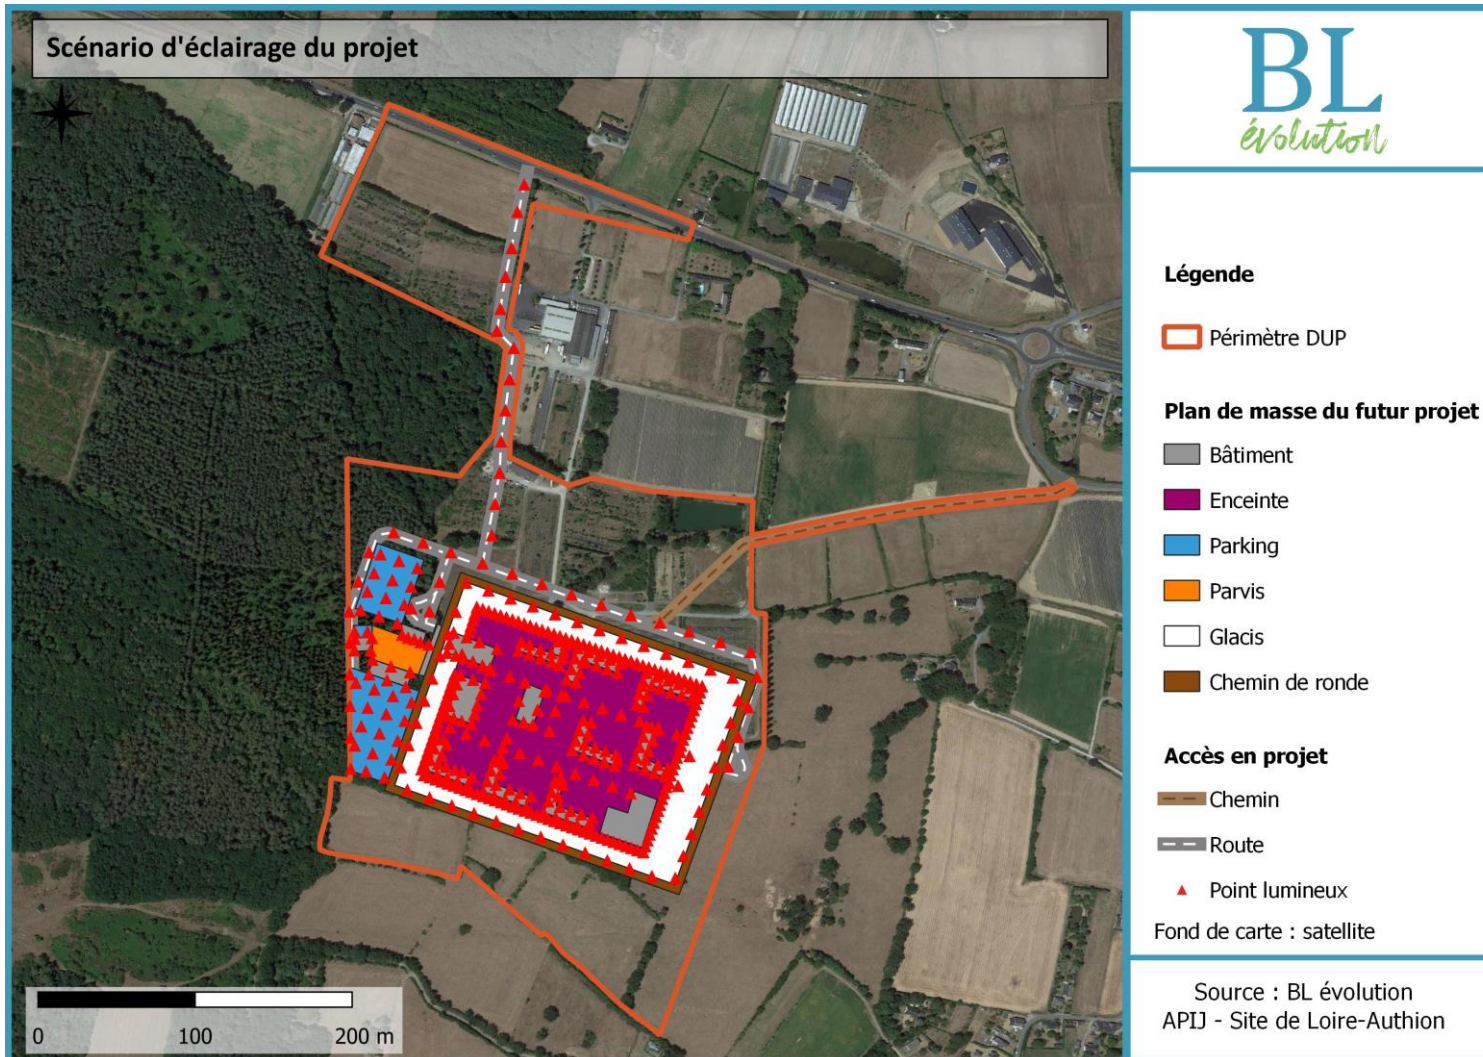 Scénario d'éclairage du projet
BL
évolution
Légende
Périmètre DUP
Plan de masse du futur projet
Bâtiment
Enceinte
Parking
Parvis
Glacis
Chemin de ronde
Accès en projet
Chemin
Route
Point lumineux
Fond de carte : satellite
0 100 200 m
Source : BL évolution
APIJ - Site de Loire-Authion